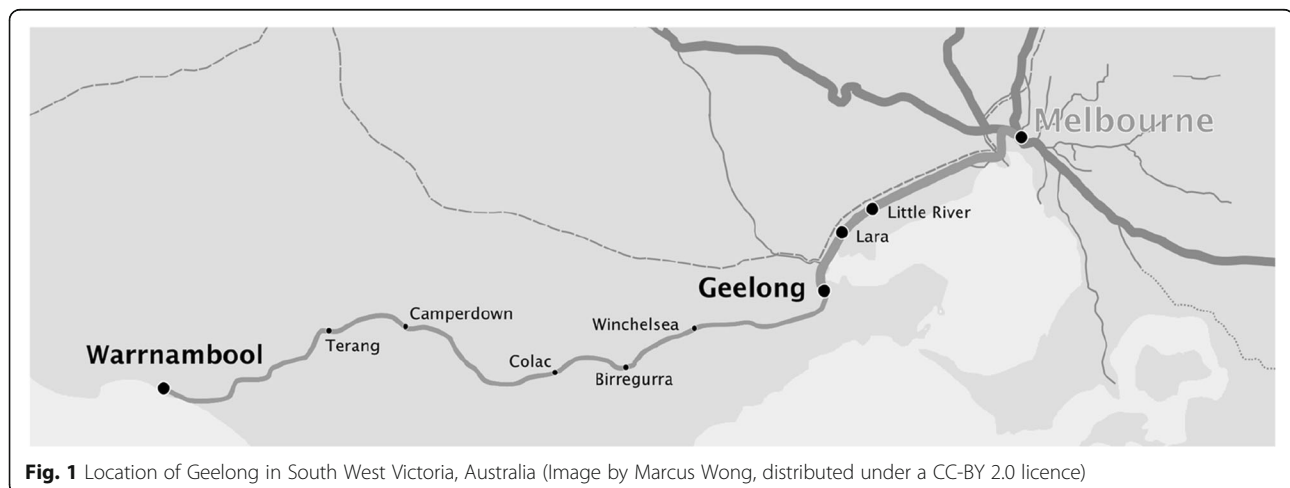 Melbourne
Little River
Lara
Geelong
Camperdown
Winchelsea
Warrnambool
Terang
Colac
Birregurra
Fig. 1 Location of Geelong in South West Victoria, Australia (Image by Marcus Wong, distributed under a CC-BY 2.0 licence)